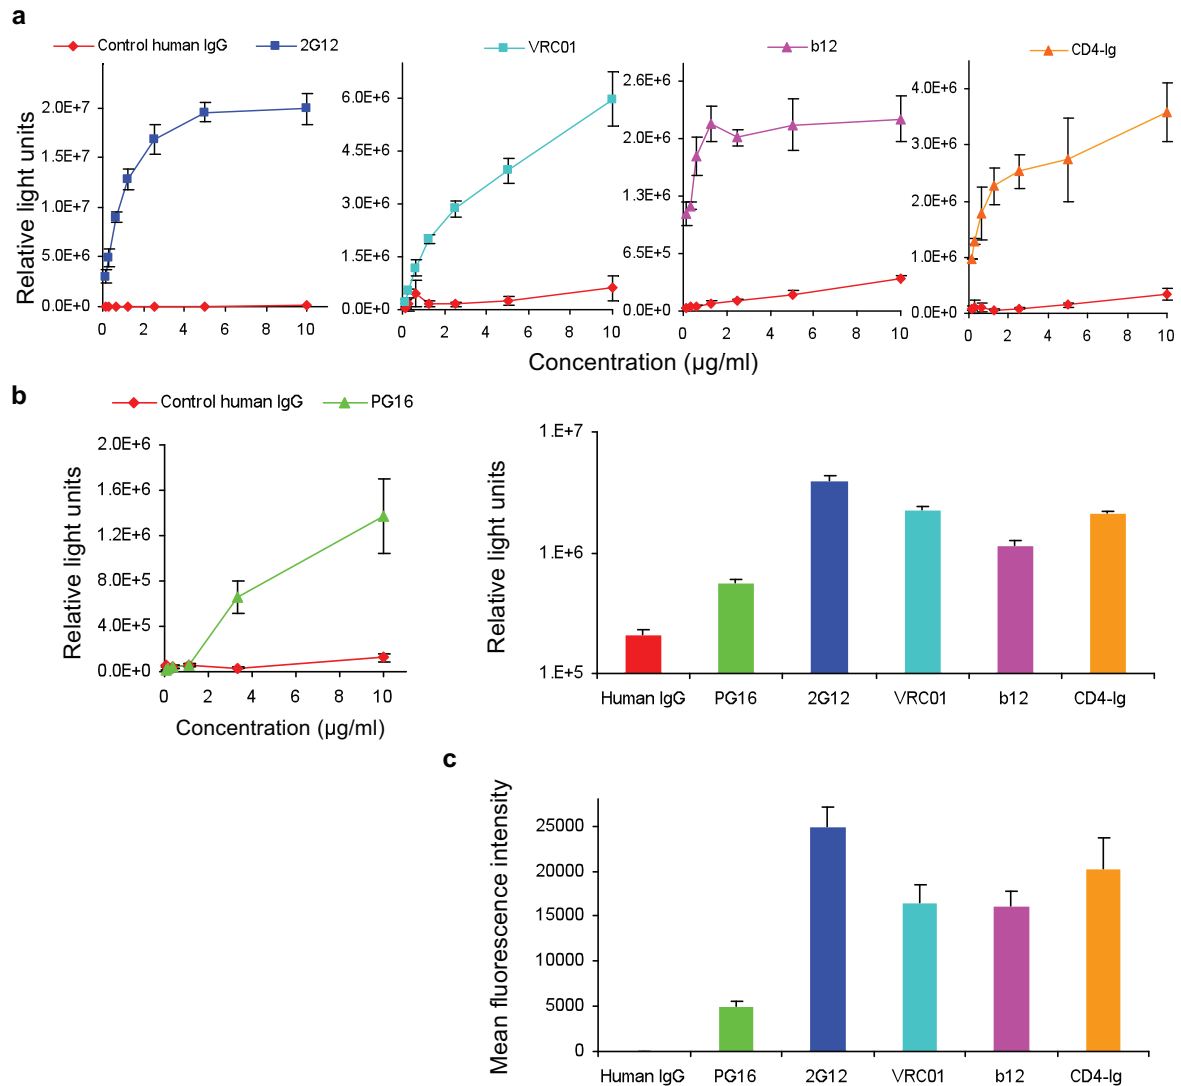 a
Control human IgG 2G12 VRC01 b12 CD4-Ig
Relative light units
2.0E+7
1.5E+7
1.0E+7
5.0E+6
0.0E+0
0 2 4 6 8 10
6.0E+6
4.5E+6
3.0E+6
1.5E+6
0.0E+0
0 2 4 6 8 10
2.6E+6
2.0E+6
1.3E+6
6.5E+5
0.0E+0
0 2 4 6 8 10
4.0E+6
3.0E+6
2.0E+6
1.0E+6
0.0E+0
0 2 4 6 8 10
Concentration (µg/ml)
b
Control human IgG PG16
Relative light units
2.0E+6
1.6E+6
1.2E+6
8.0E+5
4.0E+5
0.0E+0
0 2 4 6 8 10
Concentration (µg/ml)
Relative light units
1.E+7
1.E+6
1.E+5
Human IgG PG16 2G12 VRC01 b12 CD4-Ig
c
Mean fluorescence intensity
25000
20000
15000
10000
5000
0
Human IgG PG16 2G12 VRC01 b12 CD4-Ig